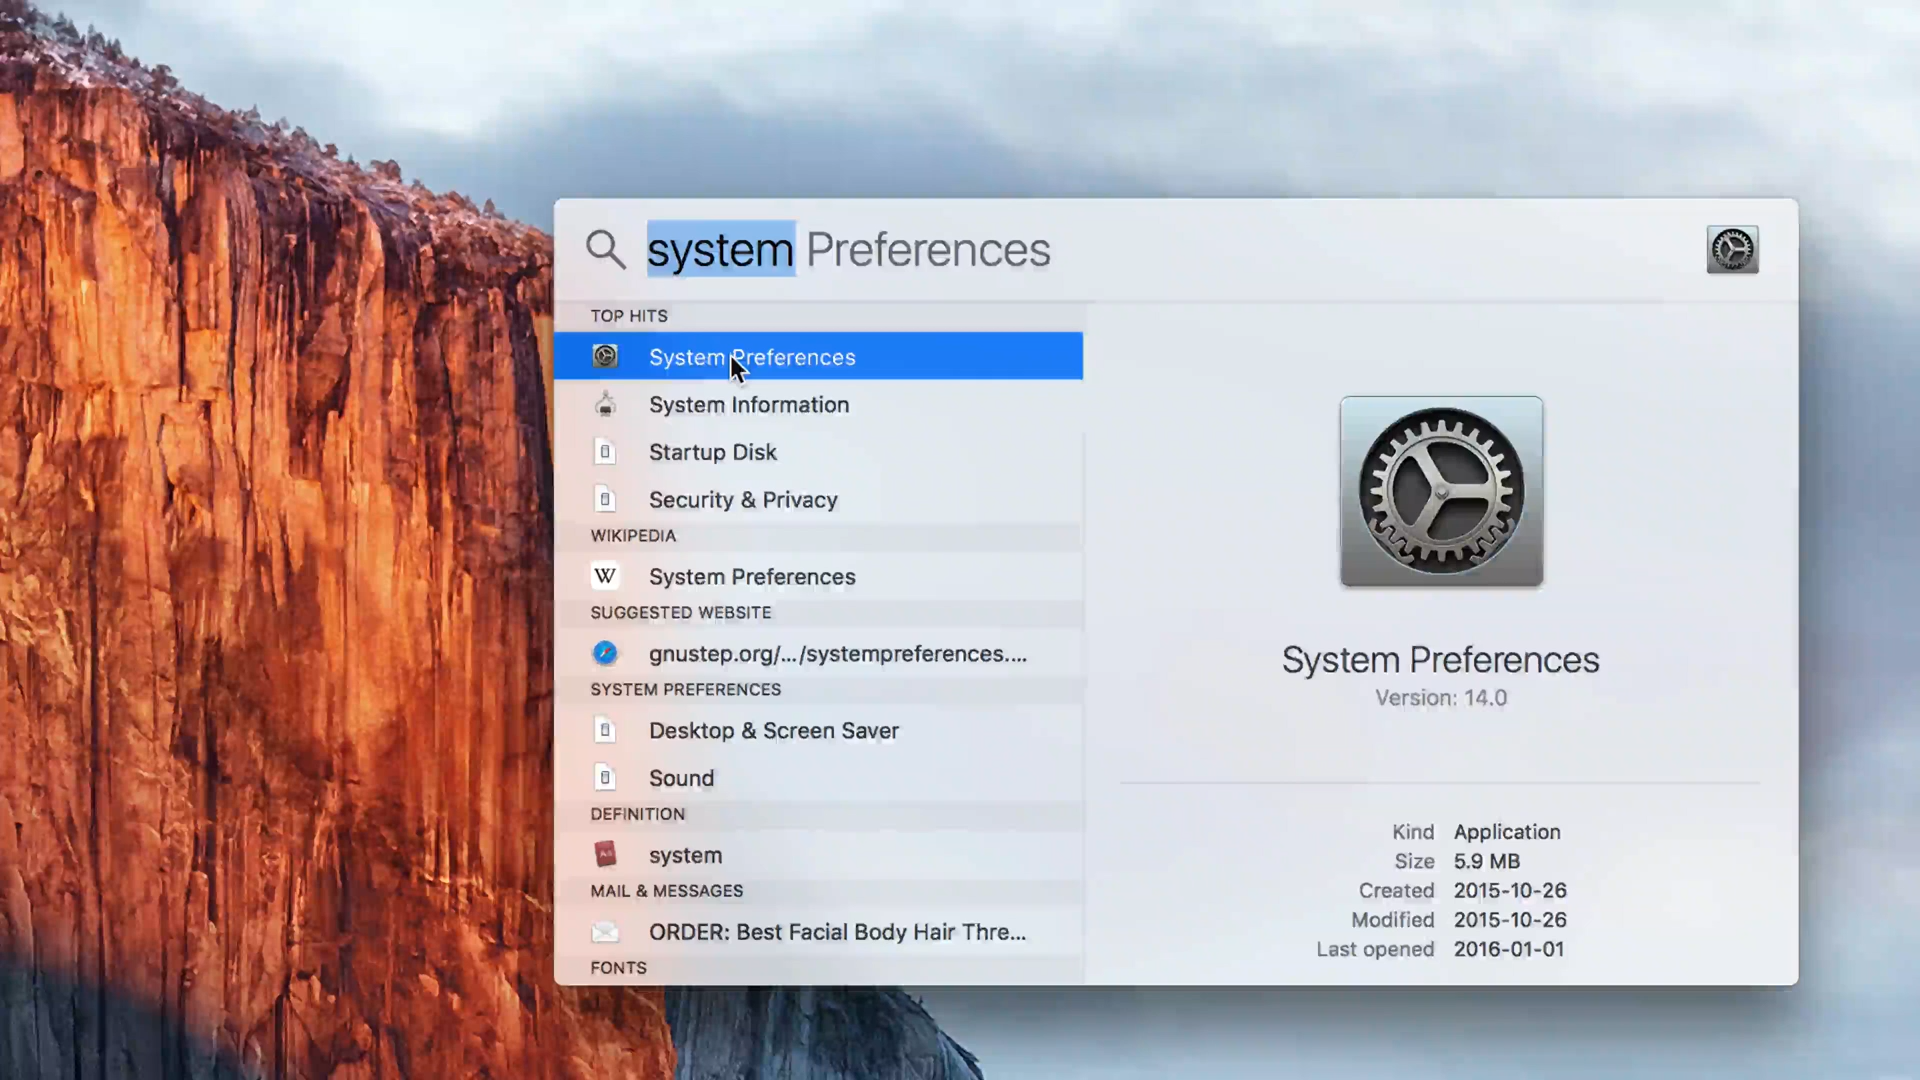 system Preferences
TOP HITS
System Preferences
System Information
Startup Disk
Security & Privacy
WIKIPEDIA
W System Preferences
SUGGESTED WEBSITE
gnustep.org/.../systempreferences....
SYSTEM PREFERENCES
Desktop & Screen Saver
Sound
DEFINITION
system
MAIL & MESSAGES
ORDER: Best Facial Body Hair Thre...
FONTS
System Preferences
Version: 14.0
Kind Application
Size 5.9 MB
Created 2015-10-26
Modified 2015-10-26
Last opened 2016-01-01